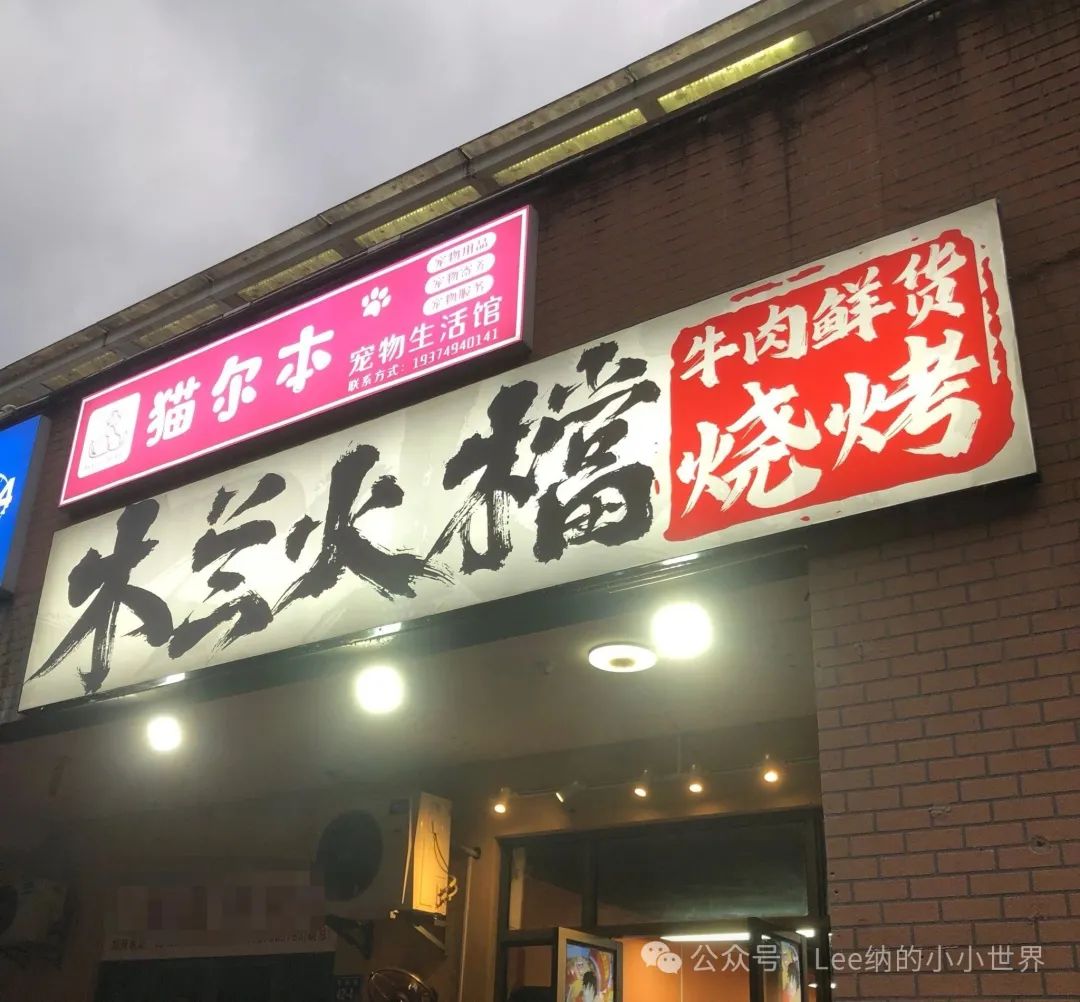 宠物用品
宠物寄养
宠物服务
猫尔木
宠物生活馆
联系方式：19374940141
木兰火檔
牛肉鲜货
烧烤
公众号 · Lee纳的小小世界